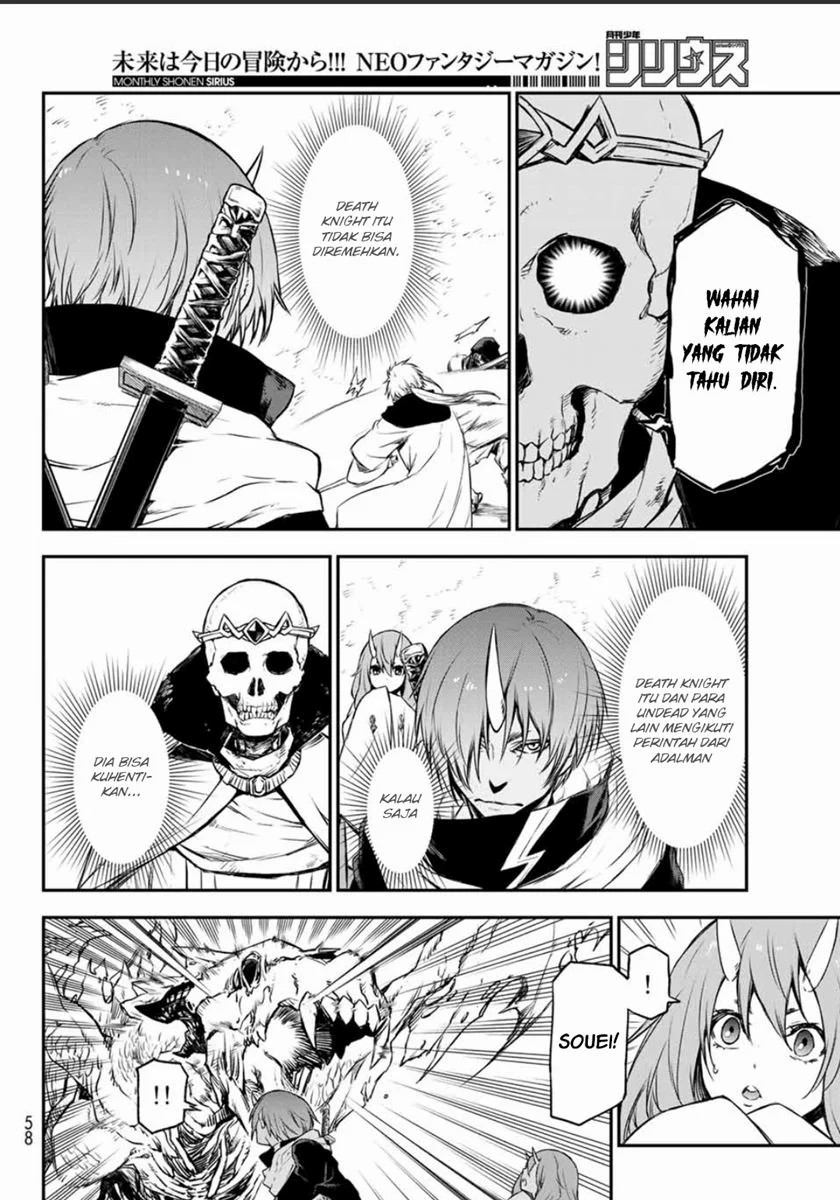 未来は今日の冒険から!!! NEOファンタジーマガジン!
MONTHLY SHONEN SIRIUS
月刊少年
シリウス
WAHAI
KALIAN
YANG TIDAK
TAHU DIRI.
DEATH
KNIGHT ITU
TIDAK BISA
DIREMEHKAN.
DEATH KNIGHT
ITU DAN PARA
UNDEAD YANG
LAIN MENGIKUTI
PERINTAH DARI
ADALMAN
KALAU
SAJA
DIA BISA
KUHENTI-
KAN...
!
SOUEI!
!!
58